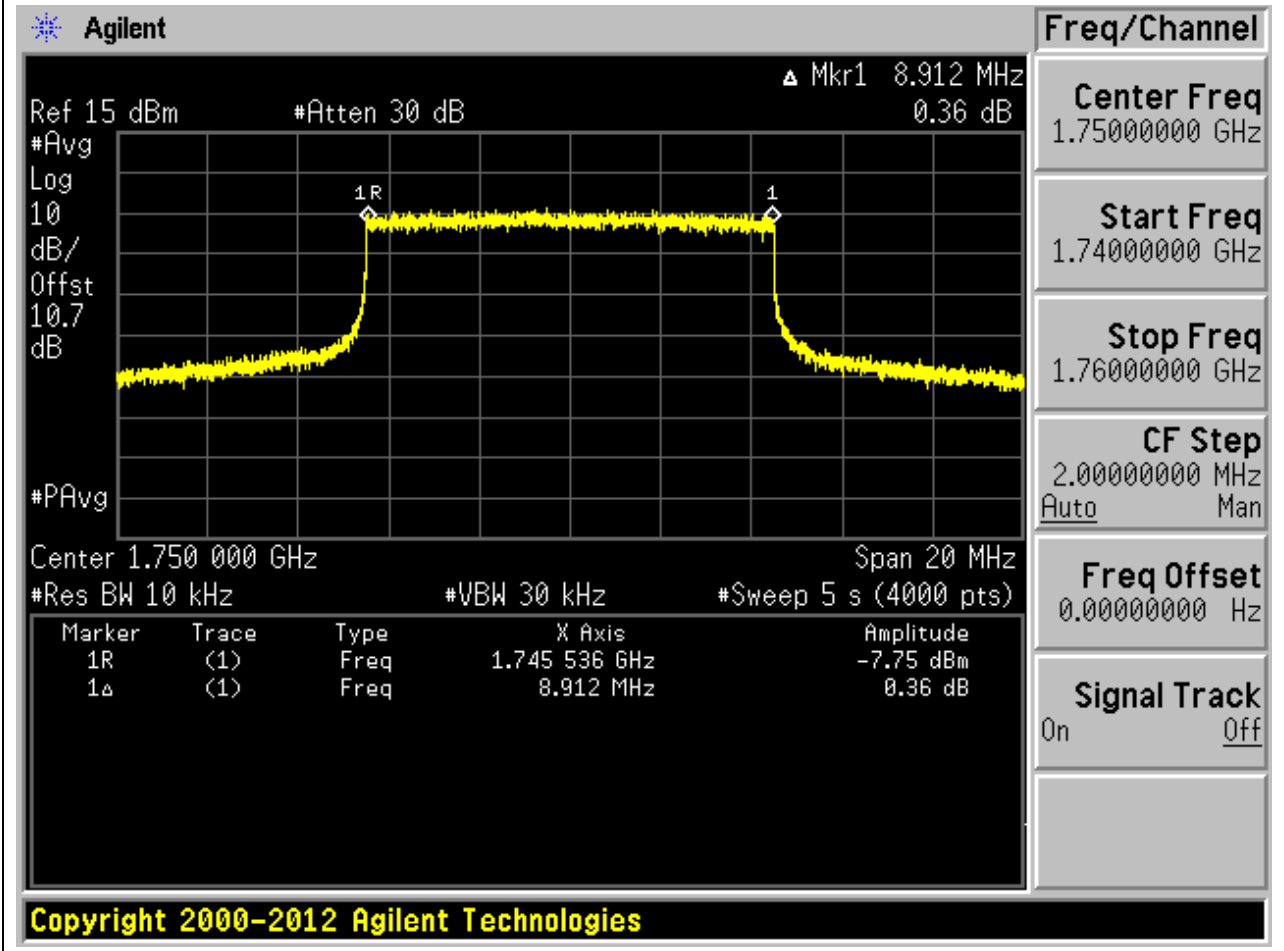 Agilent
Freq/Channel
Δ Mkr1 8.912 MHz
Ref 15 dBm #Atten 30 dB 0.36 dB
#Avg
Log
10
dB/
Offst
10.7
dB
1R
1
#PAvg
Center 1.750 000 GHz Span 20 MHz
#Res BW 10 kHz #VBW 30 kHz #Sweep 5 s (4000 pts)
Marker Trace Type X Axis Amplitude
1R (1) Freq 1.745 536 GHz -7.75 dBm
1Δ (1) Freq 8.912 MHz 0.36 dB
Center Freq
1.75000000 GHz
Start Freq
1.74000000 GHz
Stop Freq
1.76000000 GHz
CF Step
2.00000000 MHz
Auto Man
Freq Offset
0.00000000 Hz
Signal Track
On Off
Copyright 2000-2012 Agilent Technologies